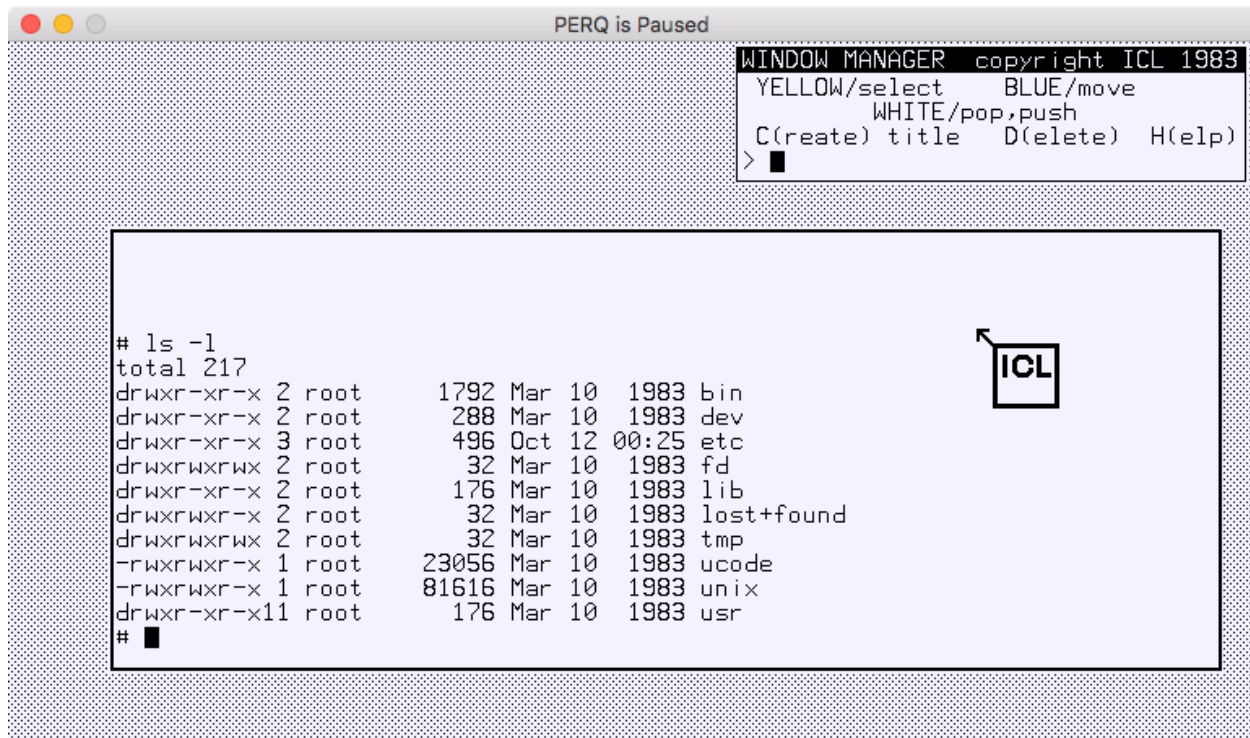 PERQ is Paused
WINDOW MANAGER copyright ICL 1983
YELLOW/select BLUE/move
WHITE/pop,push
C(reate) title D(elete) H(elp)
>
# ls -l
total 217
drwxr-xr-x 2 root 1792 Mar 10 1983 bin
drwxr-xr-x 2 root 288 Mar 10 1983 dev
drwxr-xr-x 3 root 496 Oct 12 00:25 etc
drwxrwxrwx 2 root 32 Mar 10 1983 fd
drwxr-xr-x 2 root 176 Mar 10 1983 lib
drwxrwxr-x 2 root 32 Mar 10 1983 lost+found
drwxrwxrwx 2 root 32 Mar 10 1983 tmp
-rwxrwxr-x 1 root 23056 Mar 10 1983 ucode
-rwxrwxr-x 1 root 81616 Mar 10 1983 unix
drwxr-xr-x11 root 176 Mar 10 1983 usr
#
ICL